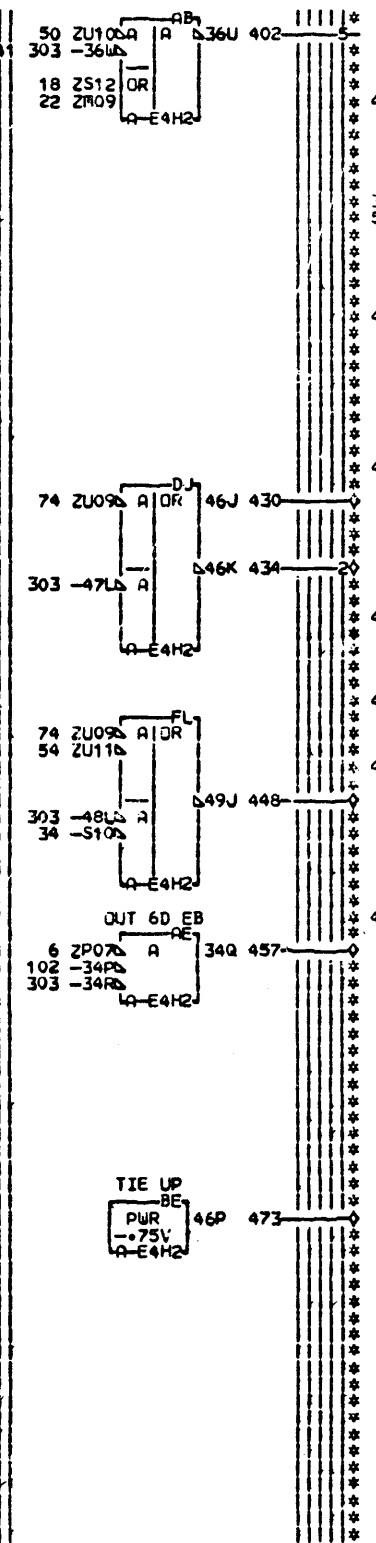 AB
50 ZU10 A A 36U 402 5
303 -36U
18 ZS12 OR
22 ZM09
A-E4H2
DJ
74 ZU09 A OR 46J 430
46K 434 2
303 -47U A
A-E4H2
FL
74 ZU09 A OR
54 ZU11
49J 448
303 -48U A
34 -S10
A-E4H2
OUT 6D EB
AE
6 ZP07 A 34Q 457
102 -34P
303 -34R
A-E4H2
TIE UP
BE
PWR 46P 473
-.75V
A-E4H2